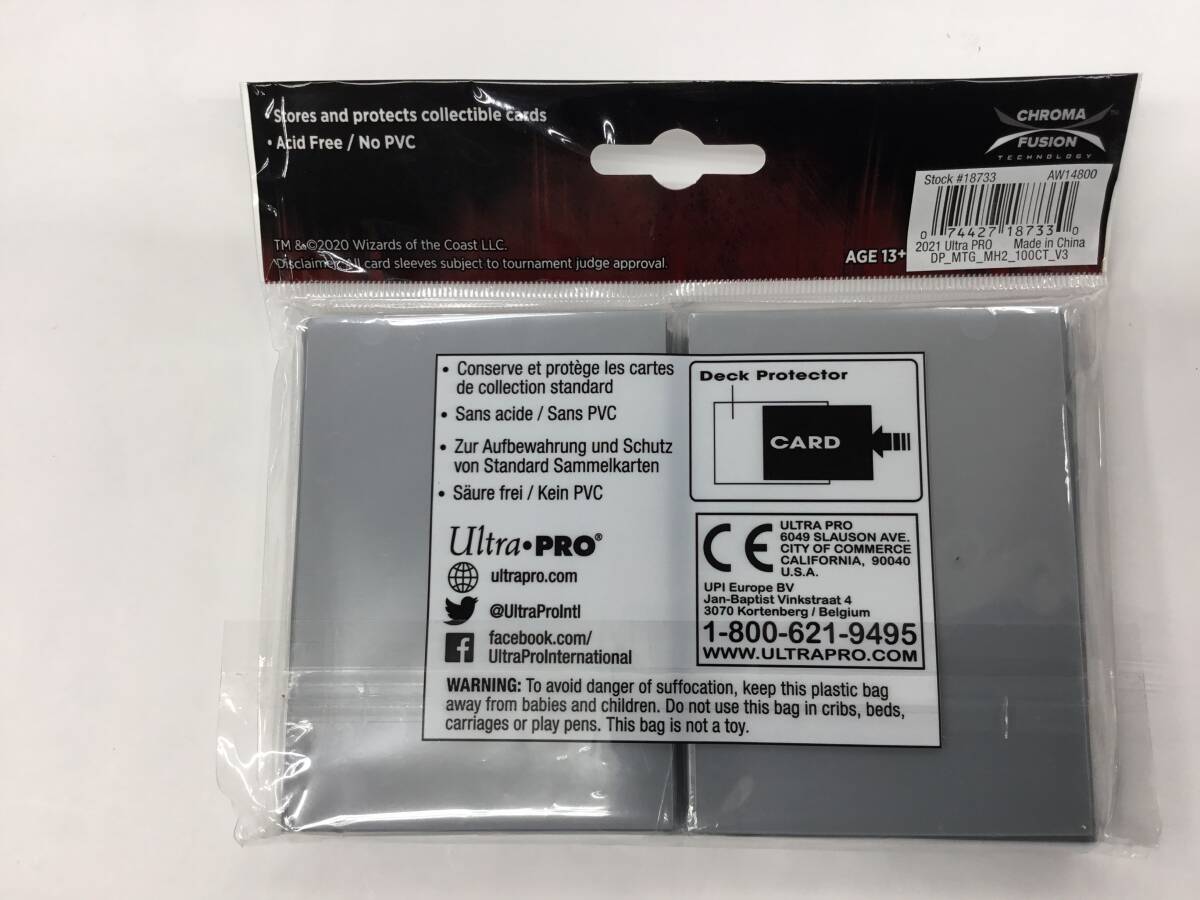 • Stores and protects collectible cards
• Acid Free / No PVC
CHROMA
FUSION
TECHNOLOGY
™
TM & ©2020 Wizards of the Coast LLC.
*Disclaimer: All card sleeves subject to tournament judge approval.
AGE 13+
Stock #18733 AW14800
0 74427 18733 0
2021 Ultra PRO Made in China
DP_MTG_MH2_100CT_V3
• Conserve et protège les cartes
de collection standard
• Sans acide / Sans PVC
• Zur Aufbewahrung und Schutz
von Standard Sammelkarten
• Säure frei / Kein PVC
Ultra•PRO®
ultrapro.com
@UltraProIntl
facebook.com/
UltraProInternational
Deck Protector
CARD
CE
ULTRA PRO
6049 SLAUSON AVE.
CITY OF COMMERCE
CALIFORNIA, 90040
U.S.A.
UPI Europe BV
Jan-Baptist Vinkstraat 4
3070 Kortenberg / Belgium
1-800-621-9495
WWW.ULTRAPRO.COM
WARNING: To avoid danger of suffocation, keep this plastic bag
away from babies and children. Do not use this bag in cribs, beds,
carriages or play pens. This bag is not a toy.